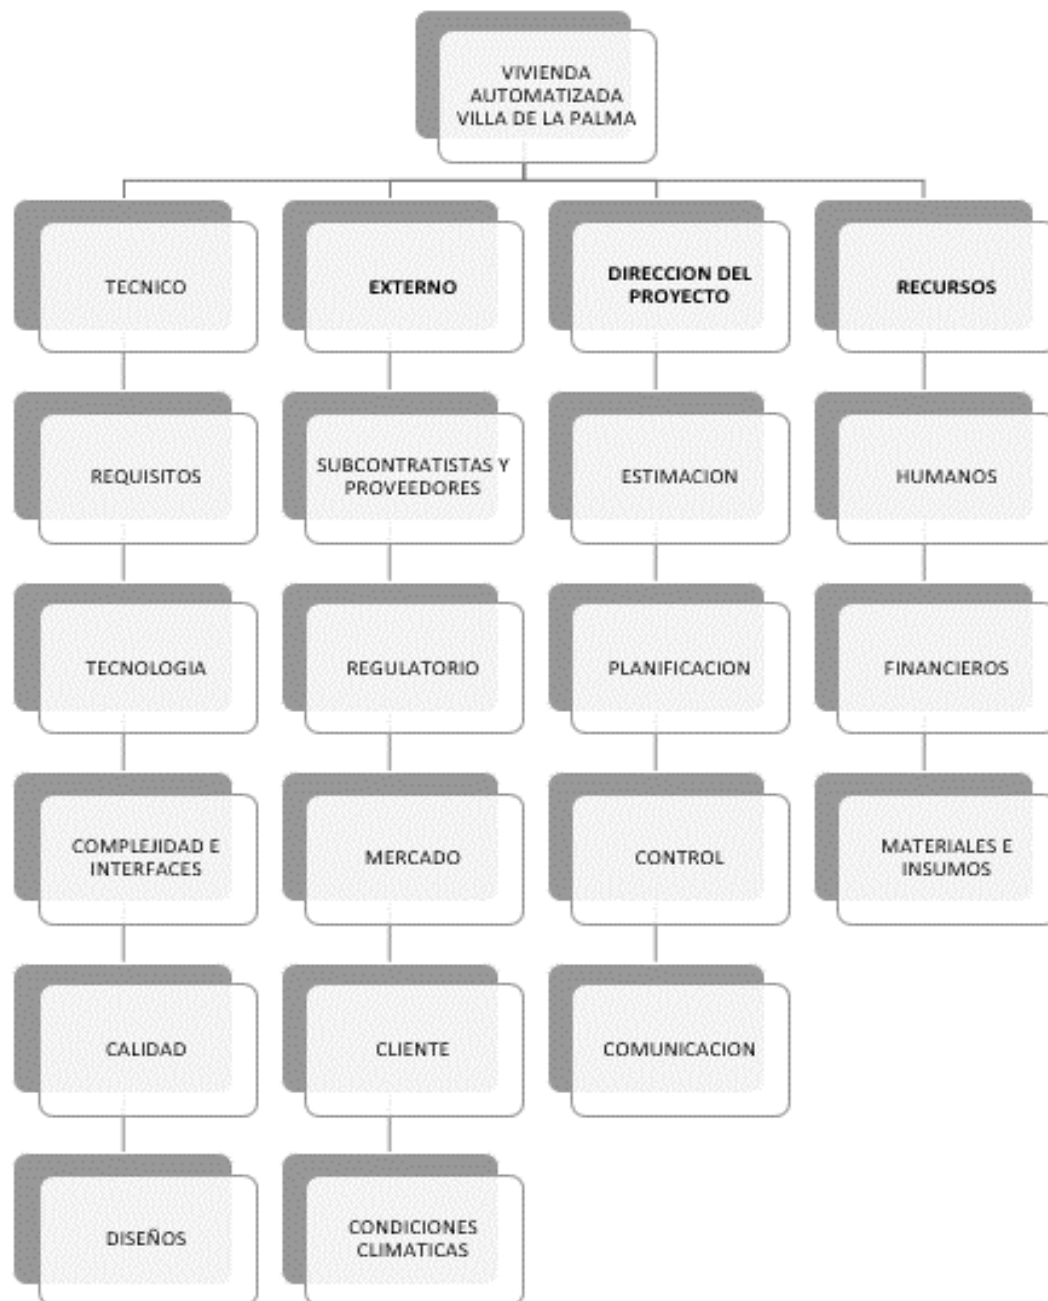 VIVIENDA
AUTOMATIZADA
VILLA DE LA PALMA
TECNICO
EXTERNO
DIRECCION DEL
PROYECTO
RECURSOS
REQUISITOS
SUBCONTRATISTAS Y
PROVEEDORES
ESTIMACION
HUMANOS
TECNOLOGIA
REGULATORIO
PLANIFICACION
FINANCIEROS
COMPLEJIDAD E
INTERFACES
MERCADO
CONTROL
MATERIALES E
INSUMOS
CALIDAD
CLIENTE
COMUNICACION
DISEÑOS
CONDICIONES
CLIMATICAS